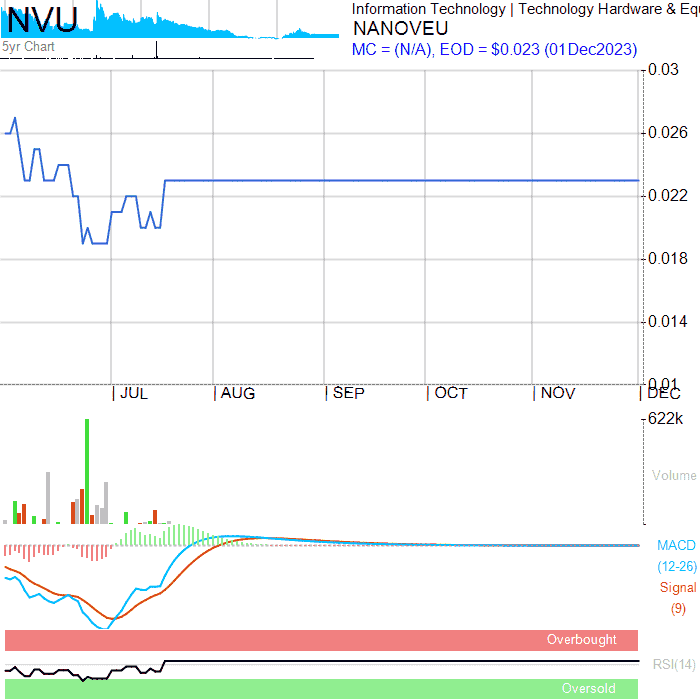 NVU
Information Technology | Technology Hardware & Equ
NANOVEU
5yr Chart
MC = (N/A), EOD = $0.023 (01Dec2023)
0.03
0.026
0.022
0.018
0.014
0.01
| JUL | AUG | SEP | OCT | NOV | DEC
622k
Volume
MACD
(12-26)
Signal
(9)
Overbought
RSI(14)
Oversold